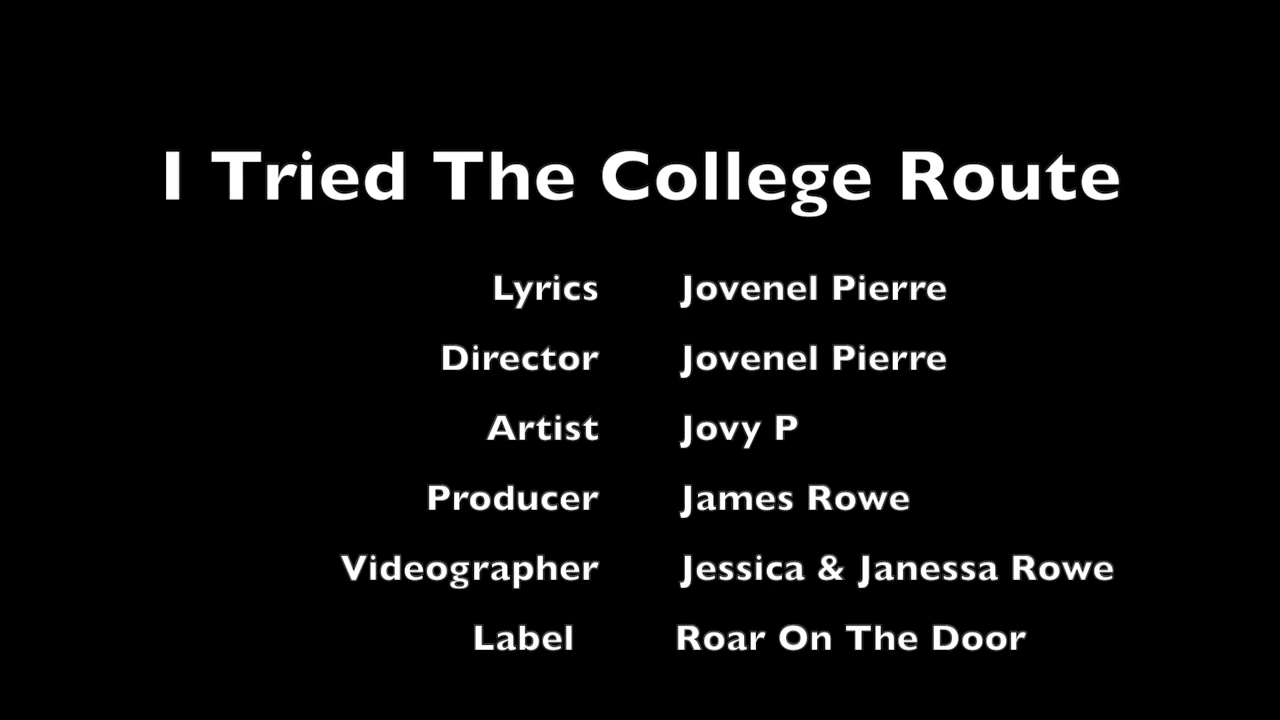 I Tried The College Route
Lyrics Jovenel Pierre
Director Jovenel Pierre
Artist Jovy P
Producer James Rowe
Videographer Jessica & Janessa Rowe
Label Roar On The Door